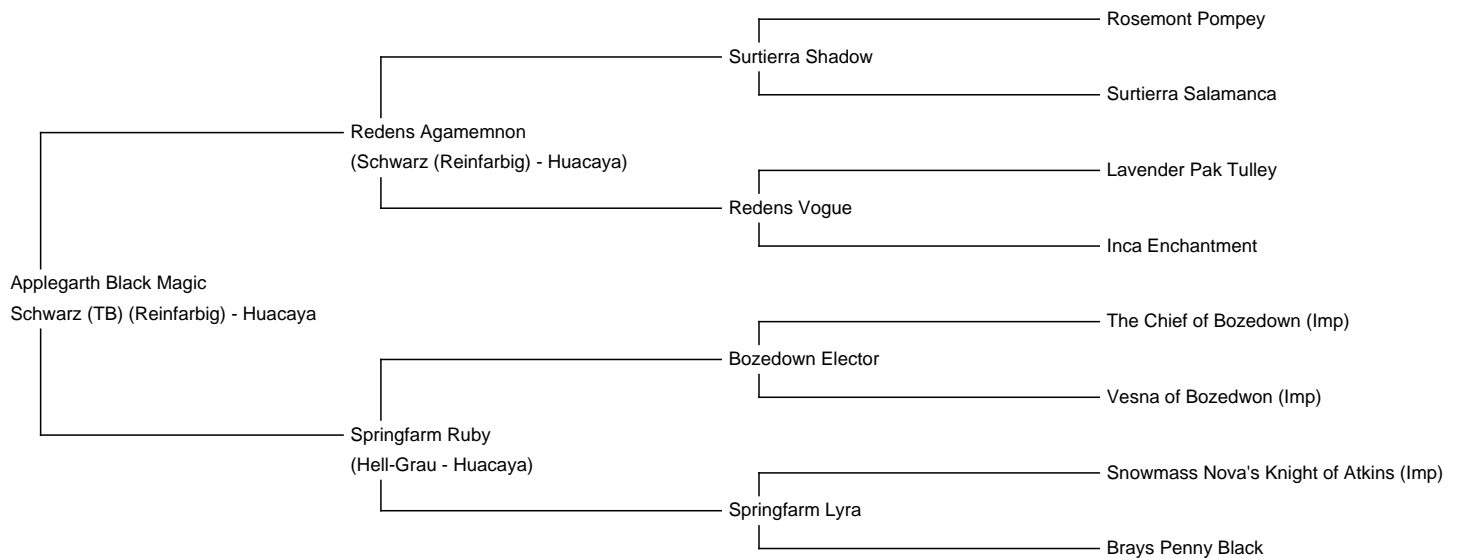 Rosemont Pompey
Surtierra Shadow
Surtierra Salamanca
Redens Agamemnon
(Schwarz (Reinfarbig) - Huacaya)
Lavender Pak Tulley
Redens Vogue
Inca Enchantment
Applegarth Black Magic
Schwarz (TB) (Reinfarbig) - Huacaya
The Chief of Bozedown (Imp)
Bozedown Elector
Vesna of Bozedwon (Imp)
Springfarm Ruby
(Hell-Grau - Huacaya)
Snowmass Nova's Knight of Atkins (Imp)
Springfarm Lyra
Brays Penny Black